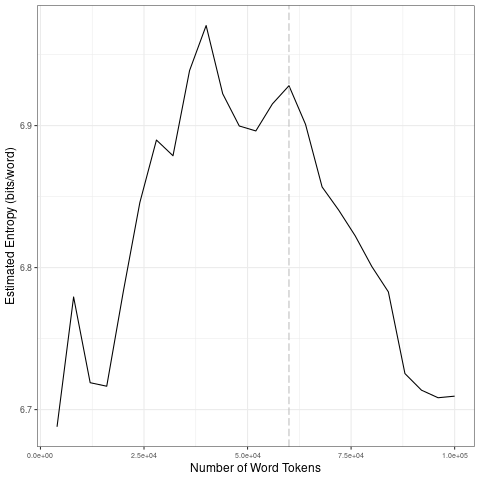 Estimated Entropy (bits/word)
6.9
6.8
6.7
0.0e+00 2.5e+04 5.0e+04 7.5e+04 1.0e+05
Number of Word Tokens